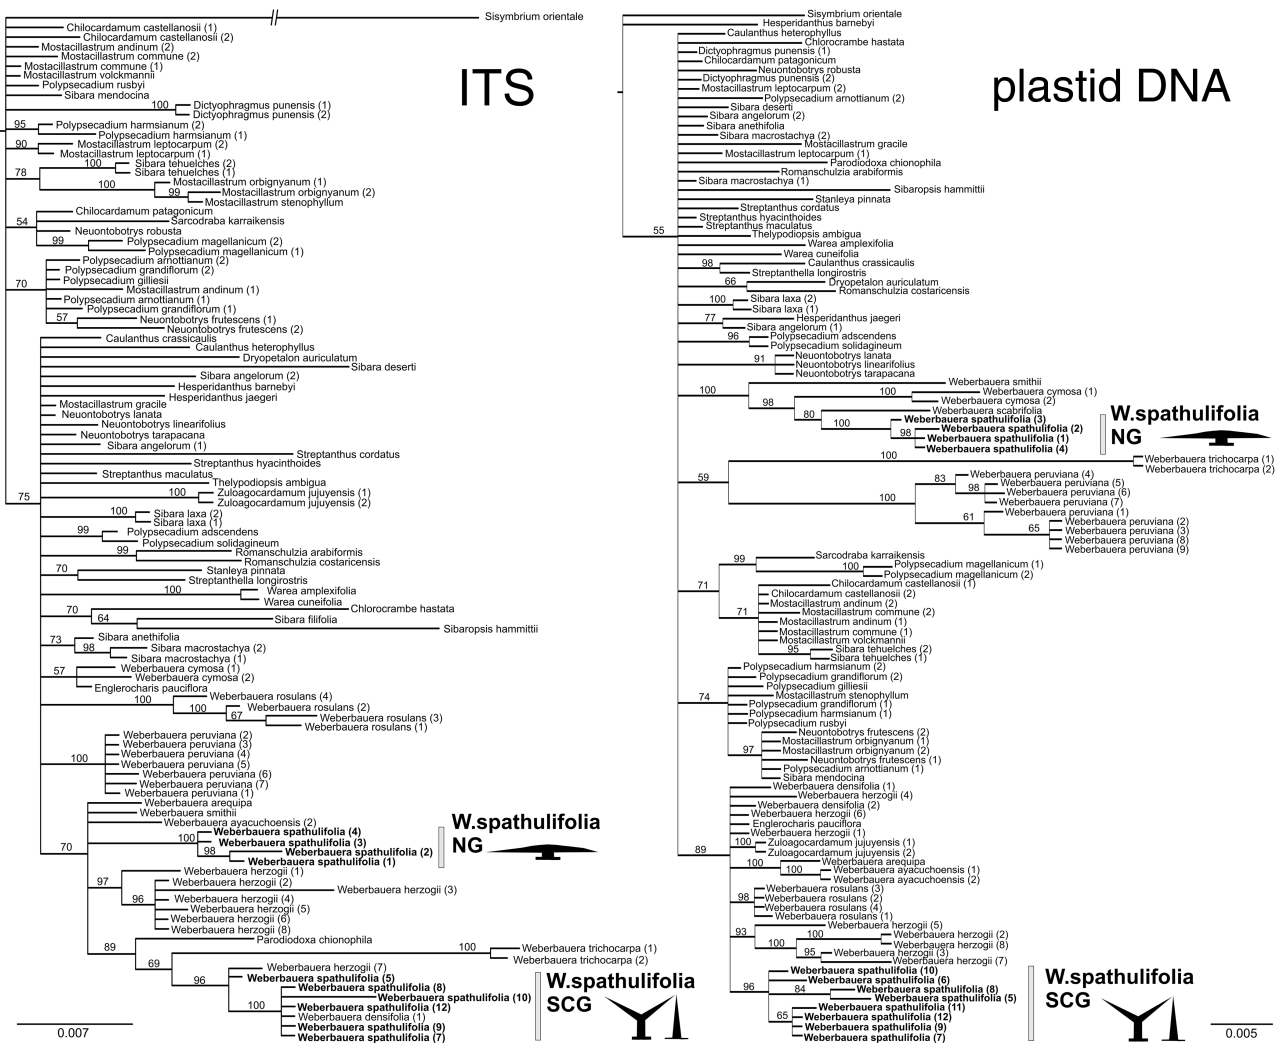 Sisymbrium orientale
Chilocardamum castellanosii (1)
Chilocardamum castellanosii (2)
Mostacillastrum andinum (2)
Mostacillastrum commune (2)
Mostacillastrum commune (1)
Mostacillastrum volckmannii
Polypsecadium rusbyi
Sibara mendocina
100
Dictyophragmus punensis (1)
Dictyophragmus punensis (2)
95
Polypsecadium harmsianum (2)
Polypsecadium harmsianum (1)
90
Mostacillastrum leptocarpum (2)
Mostacillastrum leptocarpum (1)
78
100
Sibara tehuelches (2)
Sibara tehuelches (1)
100
Mostacillastrum orbignyanum (1)
99
Mostacillastrum orbignyanum (2)
Mostacillastrum stenophyllum
54
Chilocardamum patagonicum
Sarcodraba karraikensis
Neuontobotrys robusta
99
Polypsecadium magellanicum (2)
Polypsecadium magellanicum (1)
70
Polypsecadium arnottianum (2)
Polypsecadium grandiflorum (2)
Polypsecadium gilliesii
Mostacillastrum andinum (1)
Polypsecadium arnottianum (1)
Polypsecadium grandiflorum (1)
57
Neuontobotrys frutescens (1)
Neuontobotrys frutescens (2)
75
Caulanthus crassicaulis
Caulanthus heterophyllus
Dryopetalon auriculatum
Sibara deserti
Sibara angelorum (2)
Hesperidanthus barnebyi
Hesperidanthus jaegeri
Mostacillastrum gracile
Neuontobotrys lanata
Neuontobotrys linearifolius
Neuontobotrys tarapacana
Sibara angelorum (1)
Streptanthus cordatus
Streptanthus hyacinthoides
Streptanthus maculatus
Thelypodiopsis ambigua
100
Zuloagocardamum jujuyensis (1)
Zuloagocardamum jujuyensis (2)
100
Sibara laxa (2)
Sibara laxa (1)
99
Polypsecadium adscendens
Polypsecadium solidagineum
99
Romanschulzia arabiformis
Romanschulzia costaricensis
70
Stanleya pinnata
Streptanthella longirostris
100
Warea amplexifolia
Warea cuneifolia
70
Chlorocrambe hastata
64
Sibara filifolia
Sibaropsis hammittii
73
Sibara anethifolia
98
Sibara macrostachya (2)
Sibara macrostachya (1)
57
Weberbauera cymosa (1)
Weberbauera cymosa (2)
Englerocharis pauciflora
100
Weberbauera rosulans (4)
100
Weberbauera rosulans (2)
67
Weberbauera rosulans (3)
Weberbauera rosulans (1)
100
Weberbauera peruviana (2)
Weberbauera peruviana (3)
Weberbauera peruviana (4)
Weberbauera peruviana (5)
Weberbauera peruviana (6)
Weberbauera peruviana (7)
Weberbauera peruviana (1)
70
Weberbauera arequipa
Weberbauera smithii
Weberbauera ayacuchoensis (2)
100
Weberbauera spathulifolia (4)
Weberbauera spathulifolia (3)
98
Weberbauera spathulifolia (2)
Weberbauera spathulifolia (1)
97
Weberbauera herzogii (1)
96
Weberbauera herzogii (2)
Weberbauera herzogii (3)
Weberbauera herzogii (4)
Weberbauera herzogii (5)
Weberbauera herzogii (6)
Weberbauera herzogii (8)
89
Parodiodoxa chionophila
69
100
Weberbauera trichocarpa (1)
Weberbauera trichocarpa (2)
96
Weberbauera herzogii (7)
Weberbauera spathulifolia (5)
100
Weberbauera spathulifolia (8)
Weberbauera spathulifolia (10)
Weberbauera spathulifolia (12)
Weberbauera densifolia (1)
Weberbauera spathulifolia (9)
Weberbauera spathulifolia (7)
0.007
ITS
W.spathulifolia
NG
W.spathulifolia
SCG
plastid DNA
Sisymbrium orientale
Hesperidanthus barnebyi
55
Caulanthus heterophyllus
Chlorocrambe hastata
Dictyophragmus punensis (1)
Chilocardamum patagonicum
Neuontobotrys robusta
Dictyophragmus punensis (2)
Mostacillastrum leptocarpum (2)
Polypsecadium arnottianum (2)
Sibara deserti
Sibara angelorum (2)
Sibara anethifolia
Sibara macrostachya (2)
Mostacillastrum gracile
Mostacillastrum leptocarpum (1)
Parodiodoxa chionophila
Romanschulzia arabiformis
Sibara macrostachya (1)
Sibaropsis hammittii
Stanleya pinnata
Streptanthus cordatus
Streptanthus hyacinthoides
Streptanthus maculatus
Thelypodiopsis ambigua
Warea amplexifolia
Warea cuneifolia
98
Caulanthus crassicaulis
Streptanthella longirostris
66
Dryopetalon auriculatum
Romanschulzia costaricensis
100
Sibara laxa (2)
Sibara laxa (1)
77
Hesperidanthus jaegeri
Sibara angelorum (1)
96
Polypsecadium adscendens
Polypsecadium solidagineum
91
Neuontobotrys lanata
Neuontobotrys linearifolius
Neuontobotrys tarapacana
100
Weberbauera smithii
98
100
Weberbauera cymosa (1)
Weberbauera cymosa (2)
80
Weberbauera scabrifolia
100
Weberbauera spathulifolia (3)
Weberbauera spathulifolia (2)
98
Weberbauera spathulifolia (1)
Weberbauera spathulifolia (4)
W.spathulifolia
NG
59
100
Weberbauera trichocarpa (1)
Weberbauera trichocarpa (2)
100
83
Weberbauera peruviana (4)
98
Weberbauera peruviana (5)
Weberbauera peruviana (6)
Weberbauera peruviana (7)
61
Weberbauera peruviana (1)
65
Weberbauera peruviana (2)
Weberbauera peruviana (3)
Weberbauera peruviana (8)
Weberbauera peruviana (9)
71
99
Sarcodraba karraikensis
100
Polypsecadium magellanicum (1)
Polypsecadium magellanicum (2)
71
Chilocardamum castellanosii (1)
Chilocardamum castellanosii (2)
Mostacillastrum andinum (2)
Mostacillastrum commune (2)
Mostacillastrum andinum (1)
Mostacillastrum commune (1)
Mostacillastrum volckmannii
95
Sibara tehuelches (2)
Sibara tehuelches (1)
74
Polypsecadium harmsianum (2)
Polypsecadium grandiflorum (2)
Polypsecadium gilliesii
Mostacillastrum stenophyllum
Polypsecadium grandiflorum (1)
Polypsecadium harmsianum (1)
Polypsecadium rusbyi
97
Neuontobotrys frutescens (2)
Mostacillastrum orbignyanum (1)
Mostacillastrum orbignyanum (2)
Neuontobotrys frutescens (1)
Polypsecadium arnottianum (1)
Sibara mendocina
89
Weberbauera densifolia (1)
Weberbauera herzogii (4)
Weberbauera densifolia (2)
Weberbauera herzogii (6)
Englerocharis pauciflora
Weberbauera herzogii (1)
100
Zuloagocardamum jujuyensis (1)
Zuloagocardamum jujuyensis (2)
100
Weberbauera arequipa
100
Weberbauera ayacuchoensis (1)
Weberbauera ayacuchoensis (2)
98
Weberbauera rosulans (3)
Weberbauera rosulans (2)
Weberbauera rosulans (4)
Weberbauera rosulans (1)
93
Weberbauera herzogii (5)
100
100
Weberbauera herzogii (2)
Weberbauera herzogii (8)
95
Weberbauera herzogii (3)
Weberbauera herzogii (7)
96
Weberbauera spathulifolia (10)
Weberbauera spathulifolia (6)
84
Weberbauera spathulifolia (8)
Weberbauera spathulifolia (5)
65
Weberbauera spathulifolia (11)
Weberbauera spathulifolia (12)
Weberbauera spathulifolia (9)
Weberbauera spathulifolia (7)
W.spathulifolia
SCG
0.005